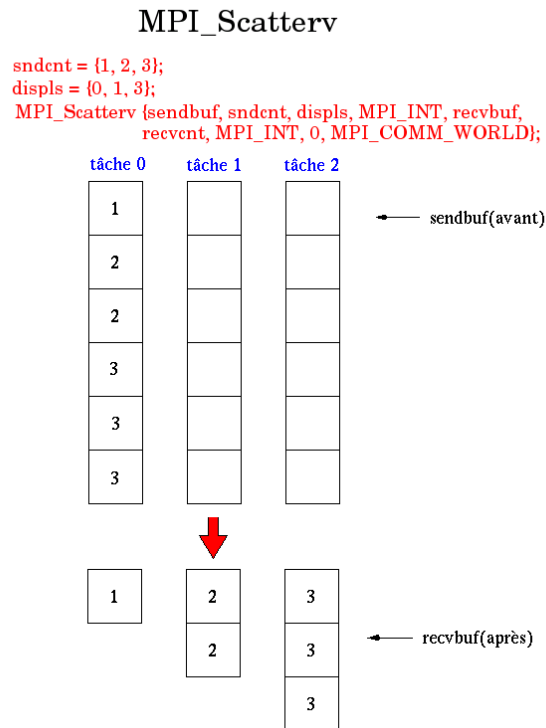 MPI_Scatterv
sndcnt = {1, 2, 3};
displs = {0, 1, 3};
MPI_Scatterv {sendbuf, sndcnt, displs, MPI_INT, recvbuf,
recvcnt, MPI_INT, 0, MPI_COMM_WORLD};
tâche 0 tâche 1 tâche 2
1
sendbuf(avant)
2
2
3
3
3
1 2 3
2 3
recvbuf(après)
3